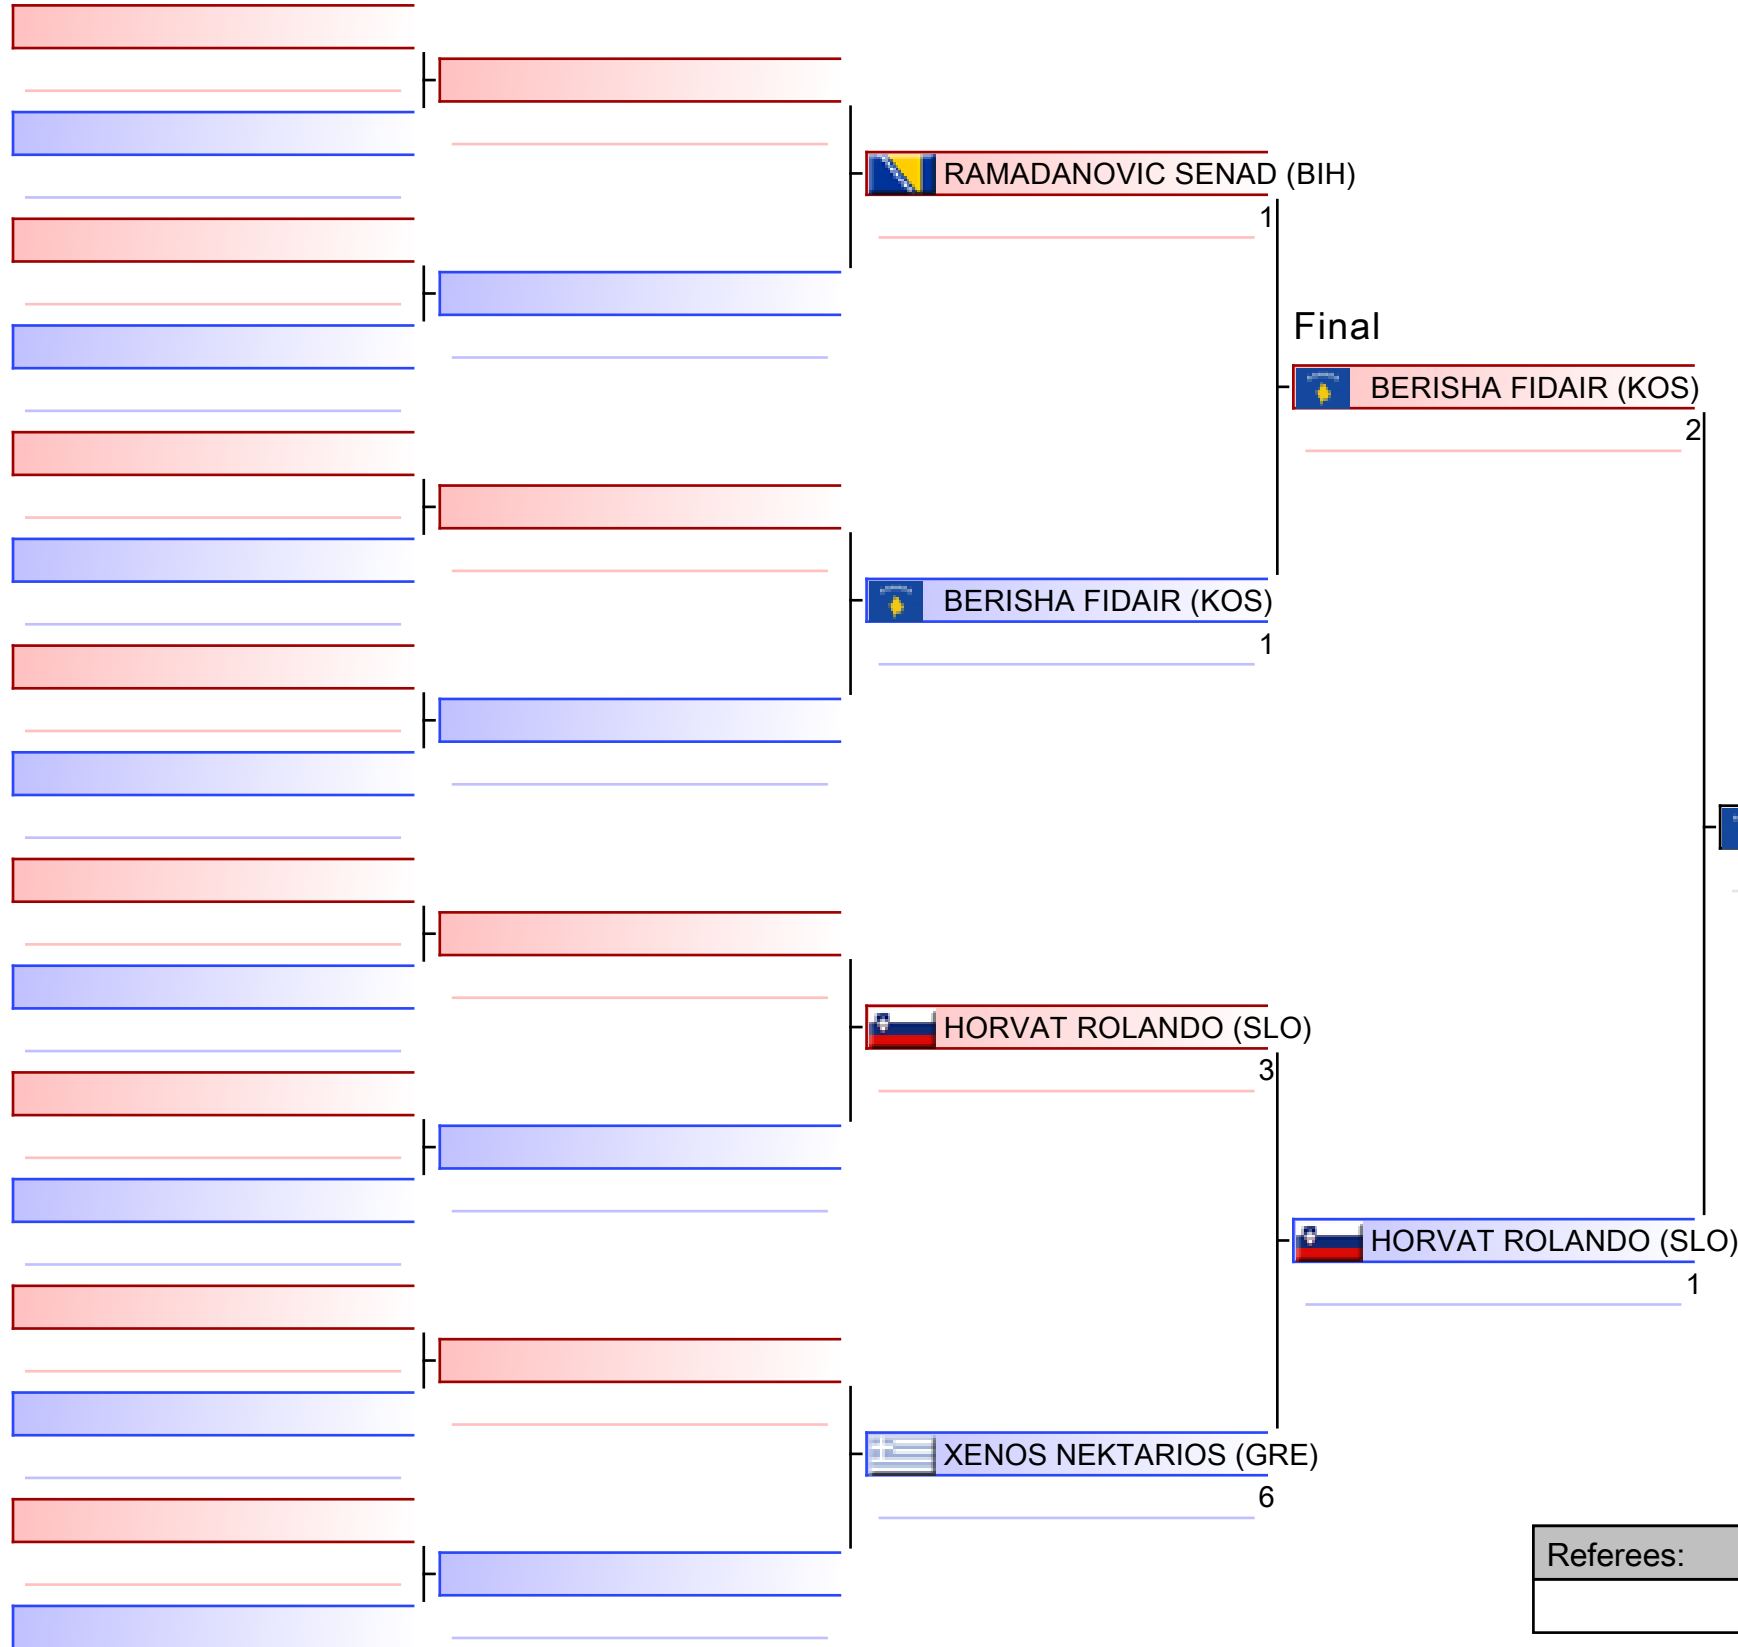 RAMADANOVIC SENAD (BIH)
1
Final
BERISHA FIDAIR (KOS)
2
BERISHA FIDAIR (KOS)
1
HORVAT ROLANDO (SLO)
3
HORVAT ROLANDO (SLO)
1
XENOS NEKTARIOS (GRE)
6
Referees: